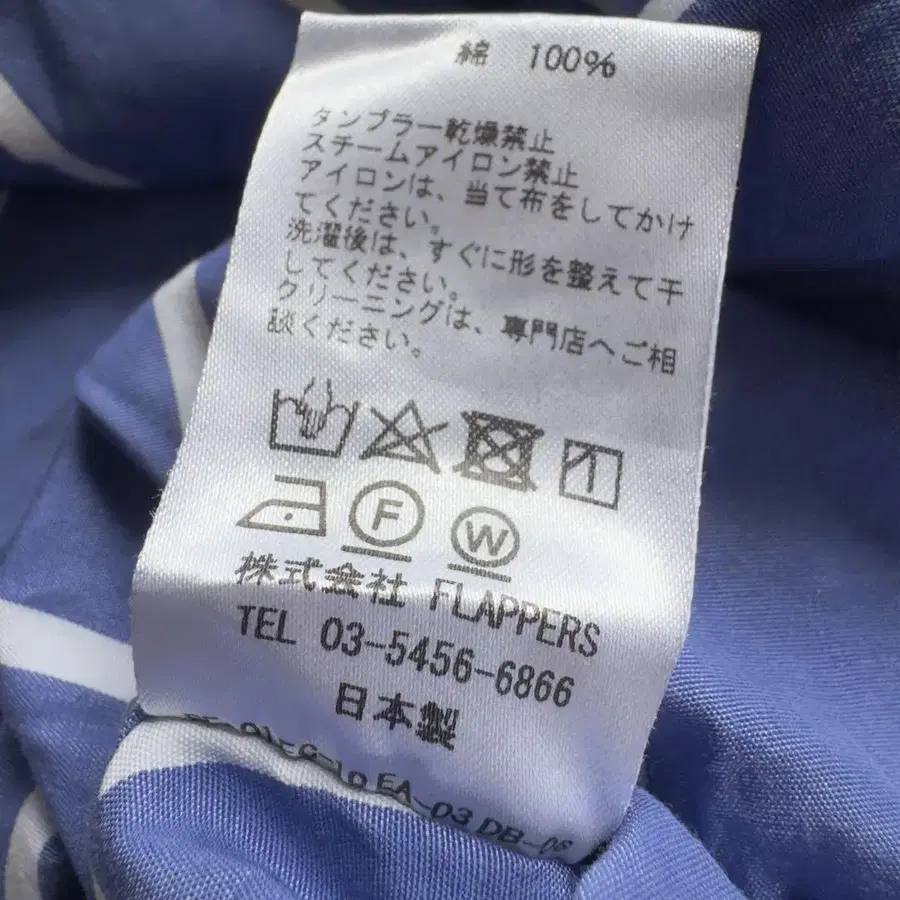 綿 100%
タンブラー乾燥禁止
スチームアイロン禁止
アイロンは、当て布をしてかけ
てください。
洗濯後は、すぐに形を整えて干
してください。
クリーニングは、専門店へご相
談ください。
F W
株式会社 FLAPPERS
TEL 03-5456-6866
日本製
EA-03 DB-08